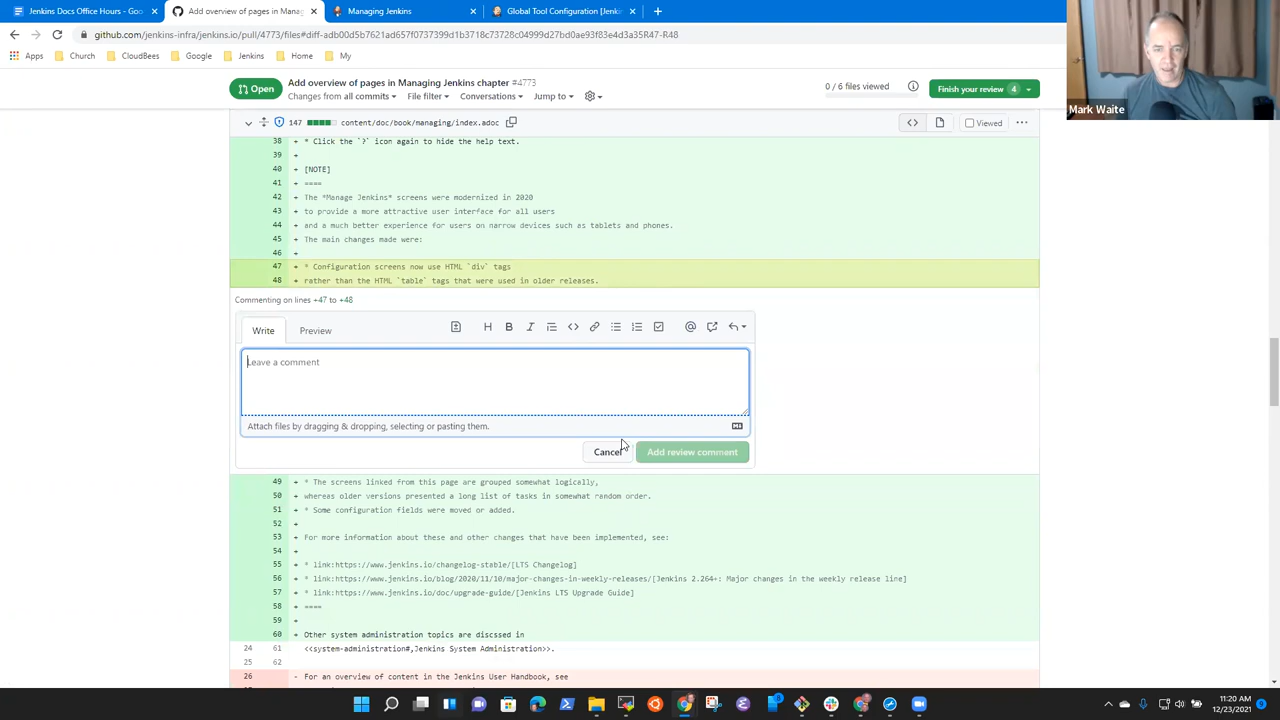 Jenkins Docs Office Hours - Goo
Add overview of pages in Manag
Managing Jenkins
Global Tool Configuration [Jenkin
github.com/jenkins-infra/jenkins.io/pull/4773/files#diff-adb00d5b7621ad657f0737399d1b3718c73728c04999d27bd0ae93f83e4d3a35R47-R48
Apps Church CloudBees Google Jenkins Home My
Open
Add overview of pages in Managing Jenkins chapter #4773
Changes from all commits File filter Conversations Jump to
0 / 6 files viewed
Finish your review 4
Mark Waite
147 content/doc/book/managing/index.adoc
Viewed
38 + * Click the `?` icon again to hide the help text.
39 +
40 + [NOTE]
41 + ====
42 + The *Manage Jenkins* screens were modernized in 2020
43 + to provide a more attractive user interface for all users
44 + and a much better experience for users on narrow devices such as tablets and phones.
45 + The main changes made were:
46 +
47 + * Configuration screens now use HTML `div` tags
48 + rather than the HTML `table` tags that were used in older releases.
Commenting on lines +47 to +48
Write Preview
Leave a comment
Attach files by dragging & dropping, selecting or pasting them.
Cancel Add review comment
49 + * The screens linked from this page are grouped somewhat logically,
50 + whereas older versions presented a long list of tasks in somewhat random order.
51 + * Some configuration fields were moved or added.
52 +
53 + For more information about these and other changes that have been implemented, see:
54 +
55 + * link:https://www.jenkins.io/changelog-stable/[LTS Changelog]
56 + * link:https://www.jenkins.io/blog/2020/11/10/major-changes-in-weekly-releases/[Jenkins 2.264+: Major changes in the weekly release line]
57 + * link:https://www.jenkins.io/doc/upgrade-guide/[Jenkins LTS Upgrade Guide]
58 + ====
59 +
60 + Other system administration topics are discssed in
24 61 <<system-administration#,Jenkins System Administration>>.
25 62
26 - For an overview of content in the Jenkins User Handbook, see
11:20 AM
12/23/2021